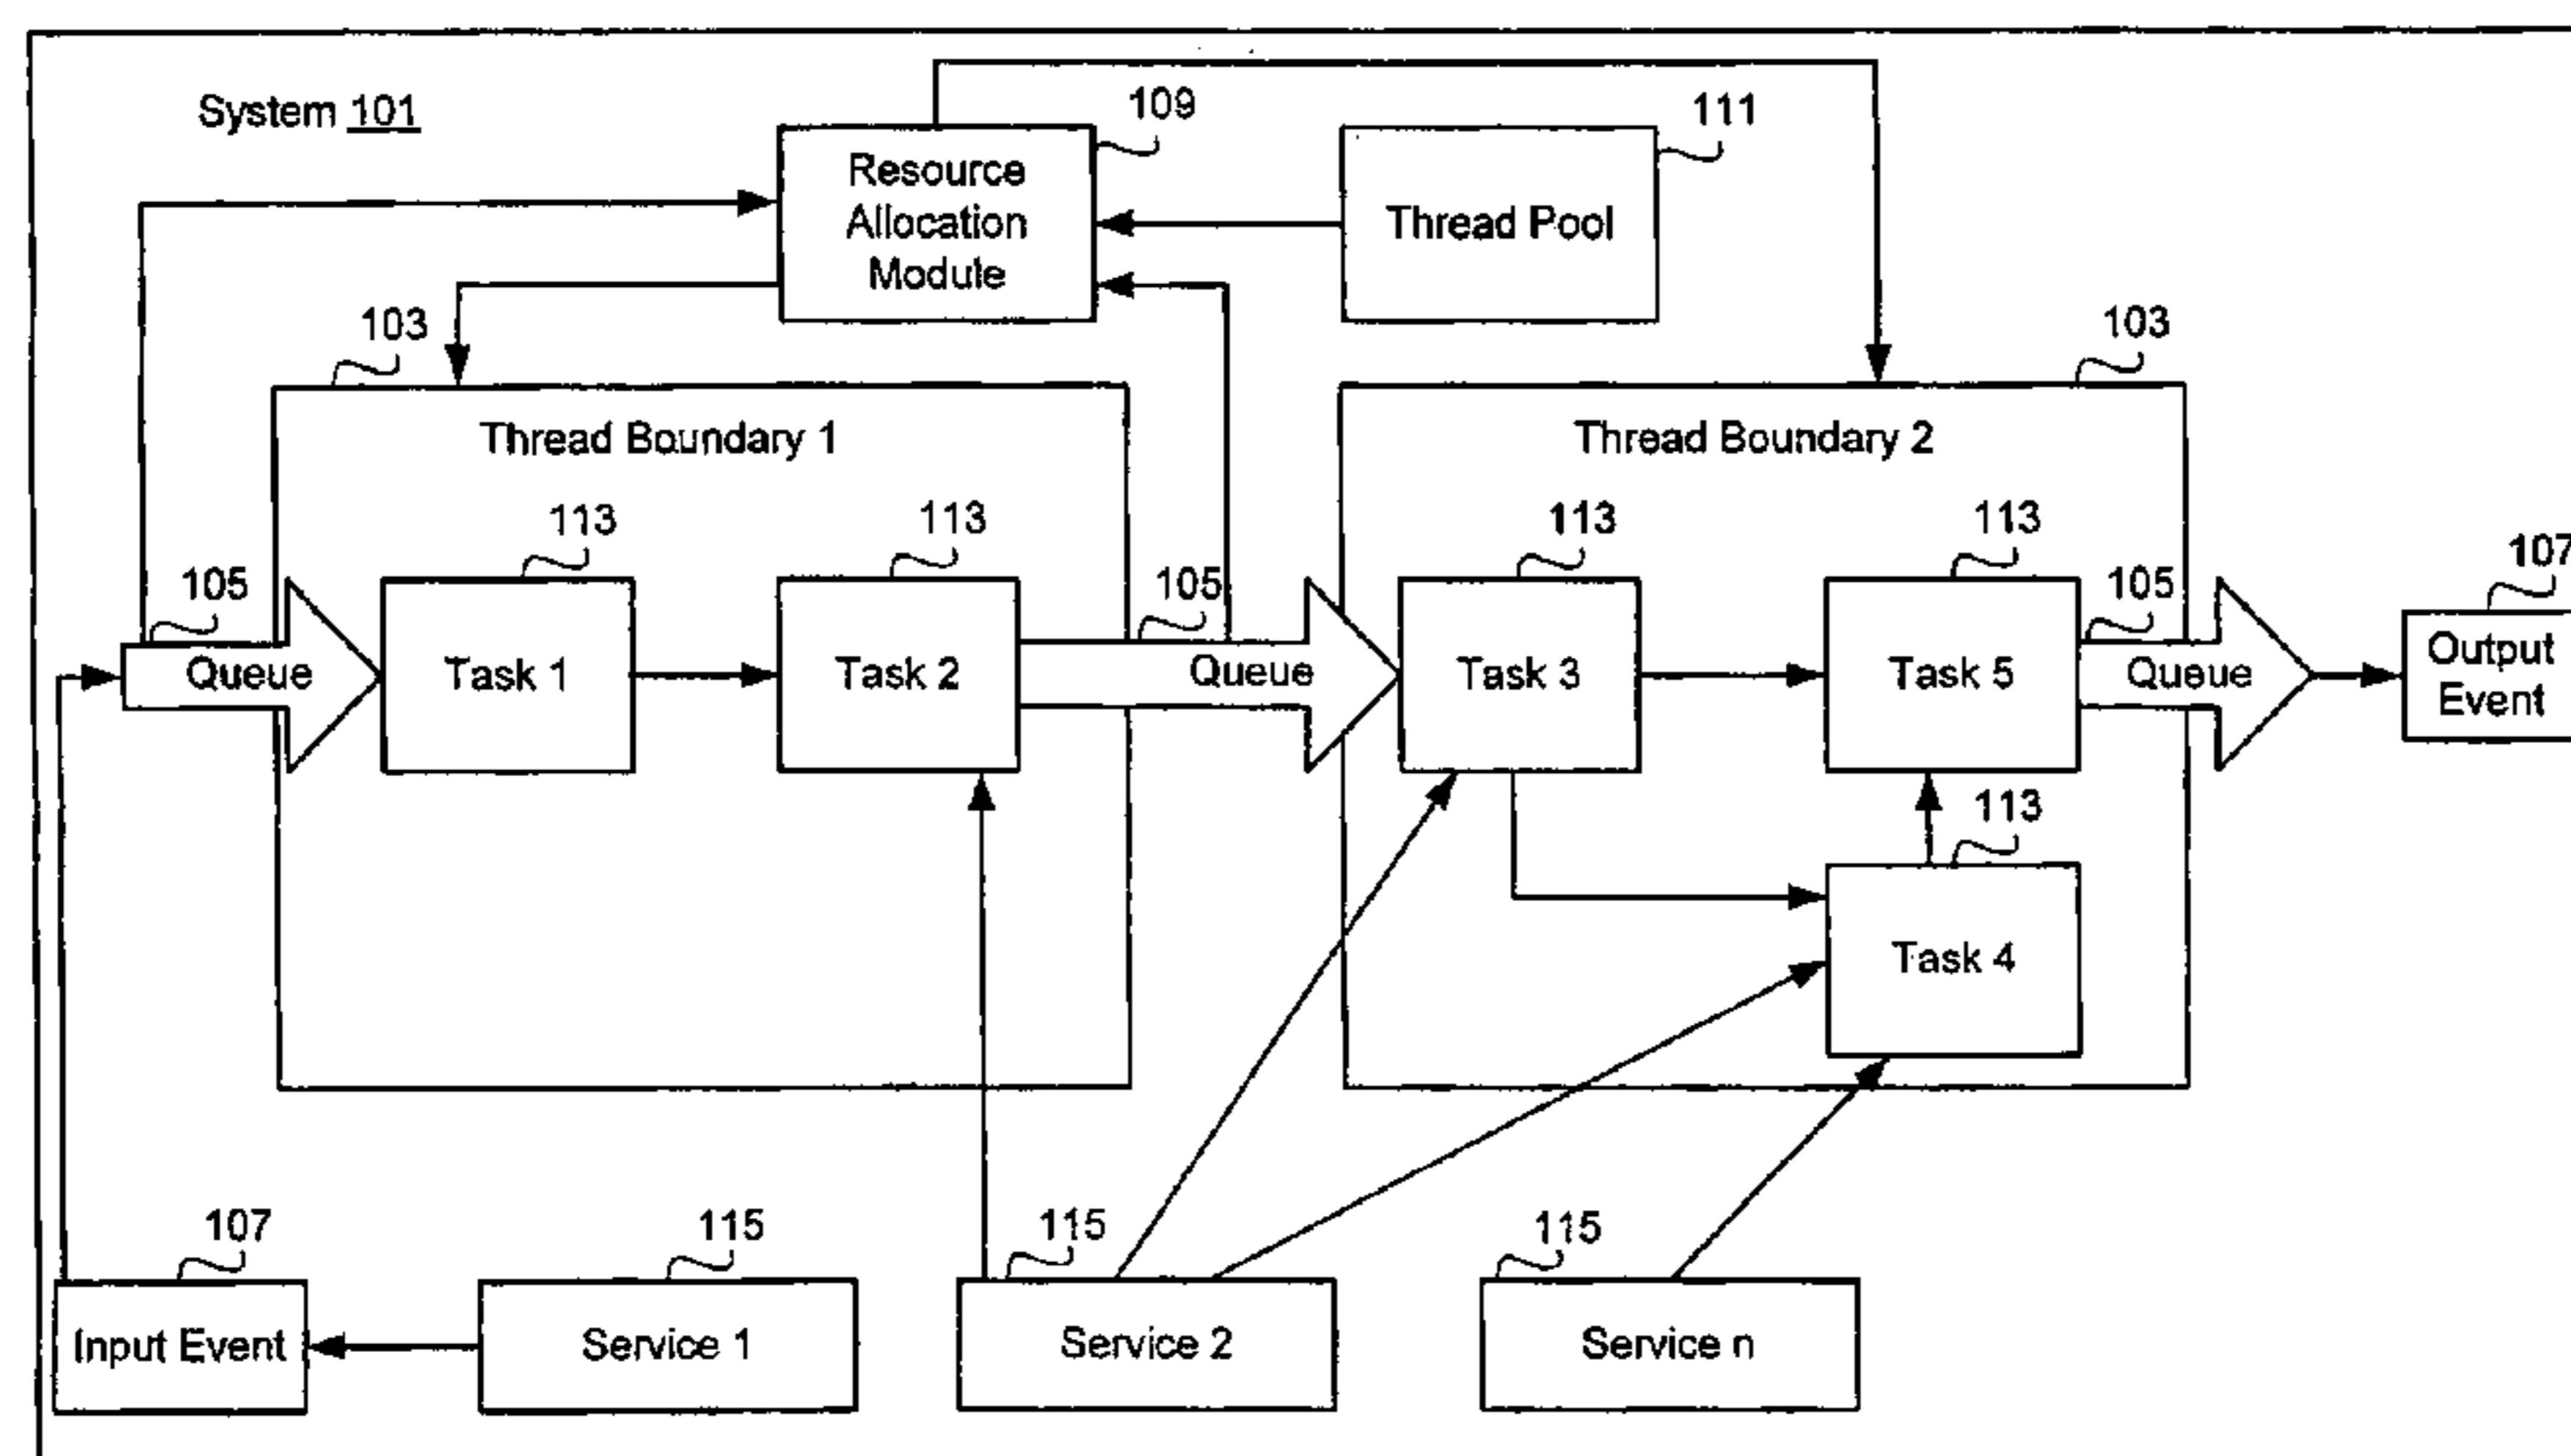 System 101
109
111
Resource
Allocation
Module
Thread Pool
103
103
Thread Boundary 1
Thread Boundary 2
113
113
113
113
105
105
105
107
Queue
Task 1
Task 2
Queue
Task 3
Task 5
Queue
Output
Event
113
Task 4
107
115
115
115
Input Event
Service 1
Service 2
Service n